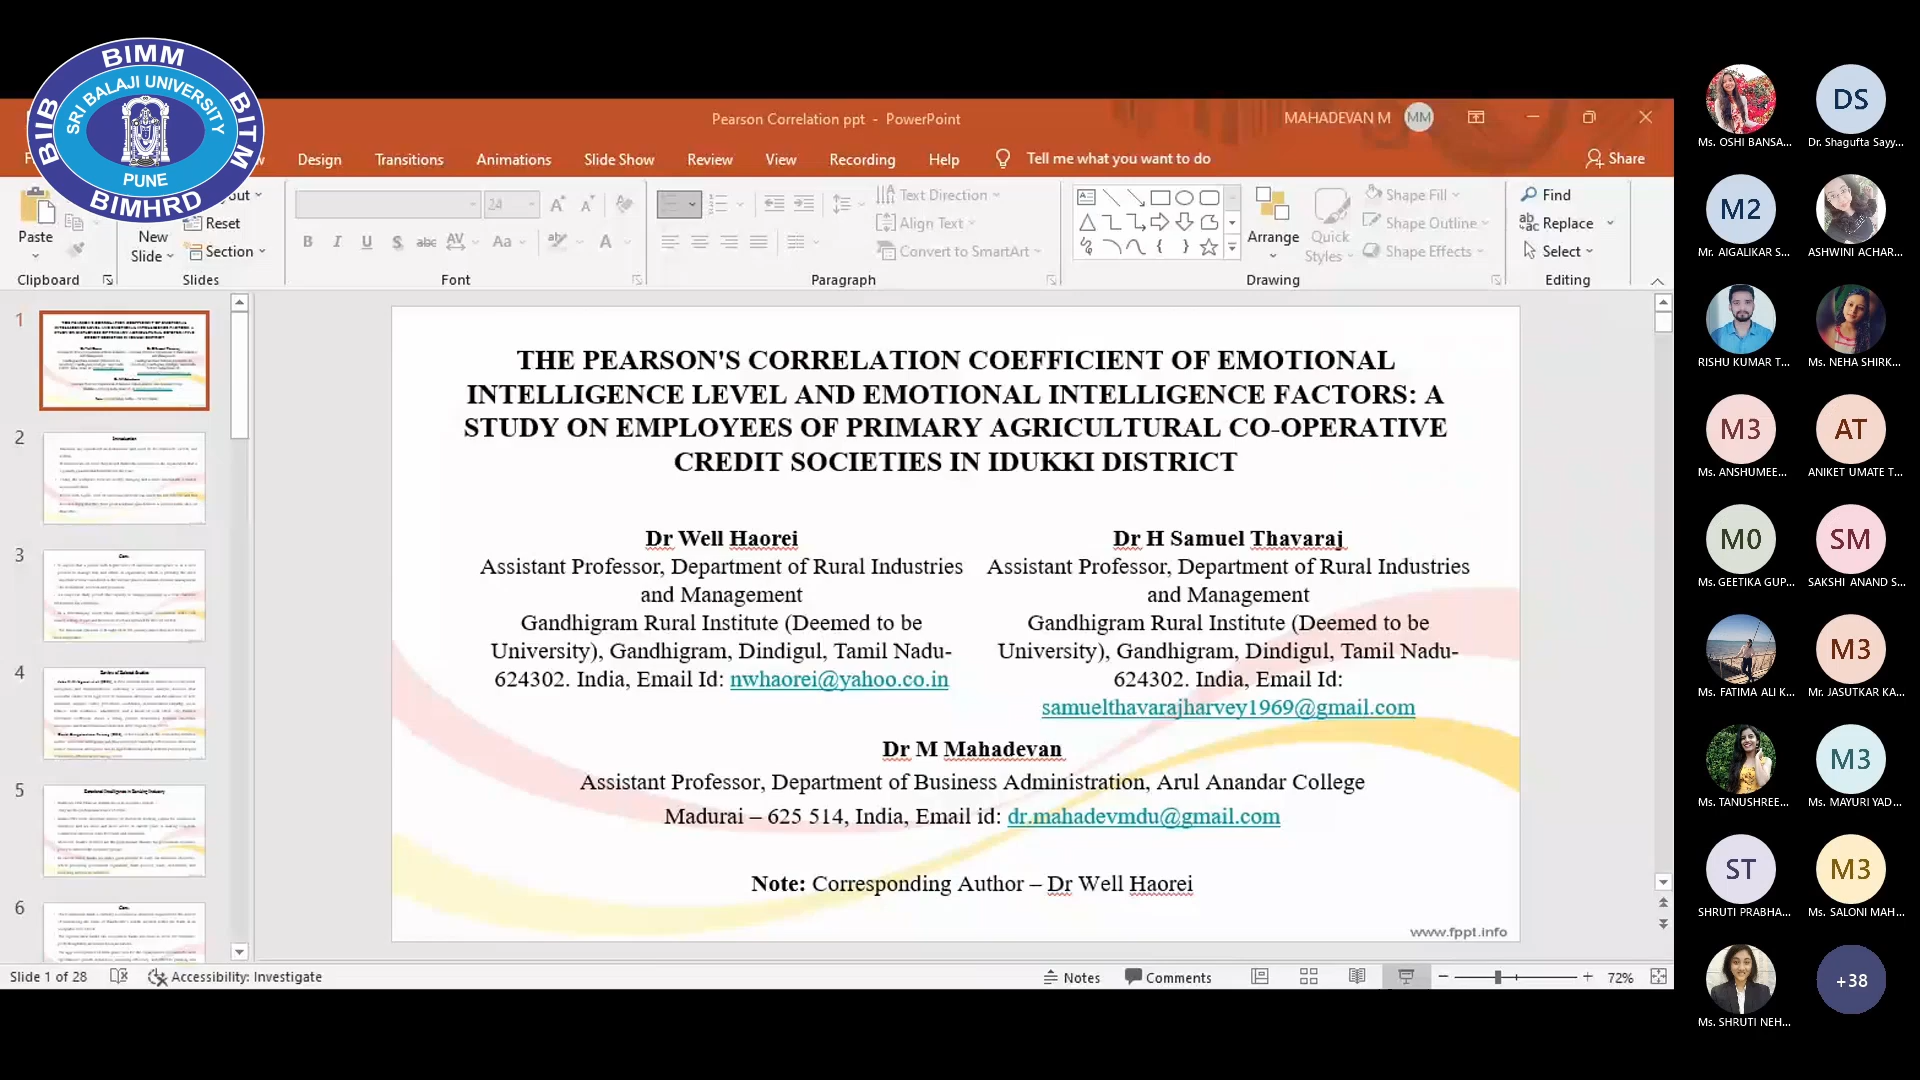 BIMM
BIIB
BITM
BIMHRD
SRI BALAJI UNIVERSITY
PUNE
Pearson Correlation ppt - PowerPoint
MAHADEVAN M
MM
Design
Transitions
Animations
Slide Show
Review
View
Recording
Help
Tell me what you want to do
Share
Paste
Clipboard
New
Slide
Reset
Section
Slides
24
Font
Text Direction
Align Text
Convert to SmartArt
Paragraph
Arrange
Quick
Styles
Shape Fill
Shape Outline
Shape Effects
Drawing
Find
Replace
Select
Editing
1
2
3
4
5
6
THE PEARSON'S CORRELATION COEFFICIENT OF EMOTIONAL
INTELLIGENCE LEVEL AND EMOTIONAL INTELLIGENCE FACTORS: A
STUDY ON EMPLOYEES OF PRIMARY AGRICULTURAL CO-OPERATIVE
CREDIT SOCIETIES IN IDUKKI DISTRICT
Dr Well Haorei
Assistant Professor, Department of Rural Industries
and Management
Gandhigram Rural Institute (Deemed to be
University), Gandhigram, Dindigul, Tamil Nadu-
624302. India, Email Id: nwhaorei@yahoo.co.in
Dr H Samuel Thavaraj
Assistant Professor, Department of Rural Industries
and Management
Gandhigram Rural Institute (Deemed to be
University), Gandhigram, Dindigul, Tamil Nadu-
624302. India, Email Id:
samuelthavarajharvey1969@gmail.com
Dr M Mahadevan
Assistant Professor, Department of Business Administration, Arul Anandar College
Madurai – 625 514, India, Email id: dr.mahadevmdu@gmail.com
Note: Corresponding Author – Dr Well Haorei
www.fppt.info
Slide 1 of 28
Accessibility: Investigate
Notes
Comments
72%
Ms. OSHI BANSA...
DS
Dr. Shagufta Sayy...
M2
Mr. AIGALIKAR S...
ASHWINI ACHAR...
RISHU KUMAR T...
Ms. NEHA SHIRK...
M3
Ms. ANSHUMEE...
AT
ANIKET UMATE T...
M0
Ms. GEETIKA GUP...
SM
SAKSHI ANAND S...
Ms. FATIMA ALI K...
M3
Mr. JASUTKAR KA...
Ms. TANUSHREE...
M3
Ms. MAYURI YAD...
ST
SHRUTI PRABHA...
M3
Ms. SALONI MAH...
Ms. SHRUTI NEH...
+38